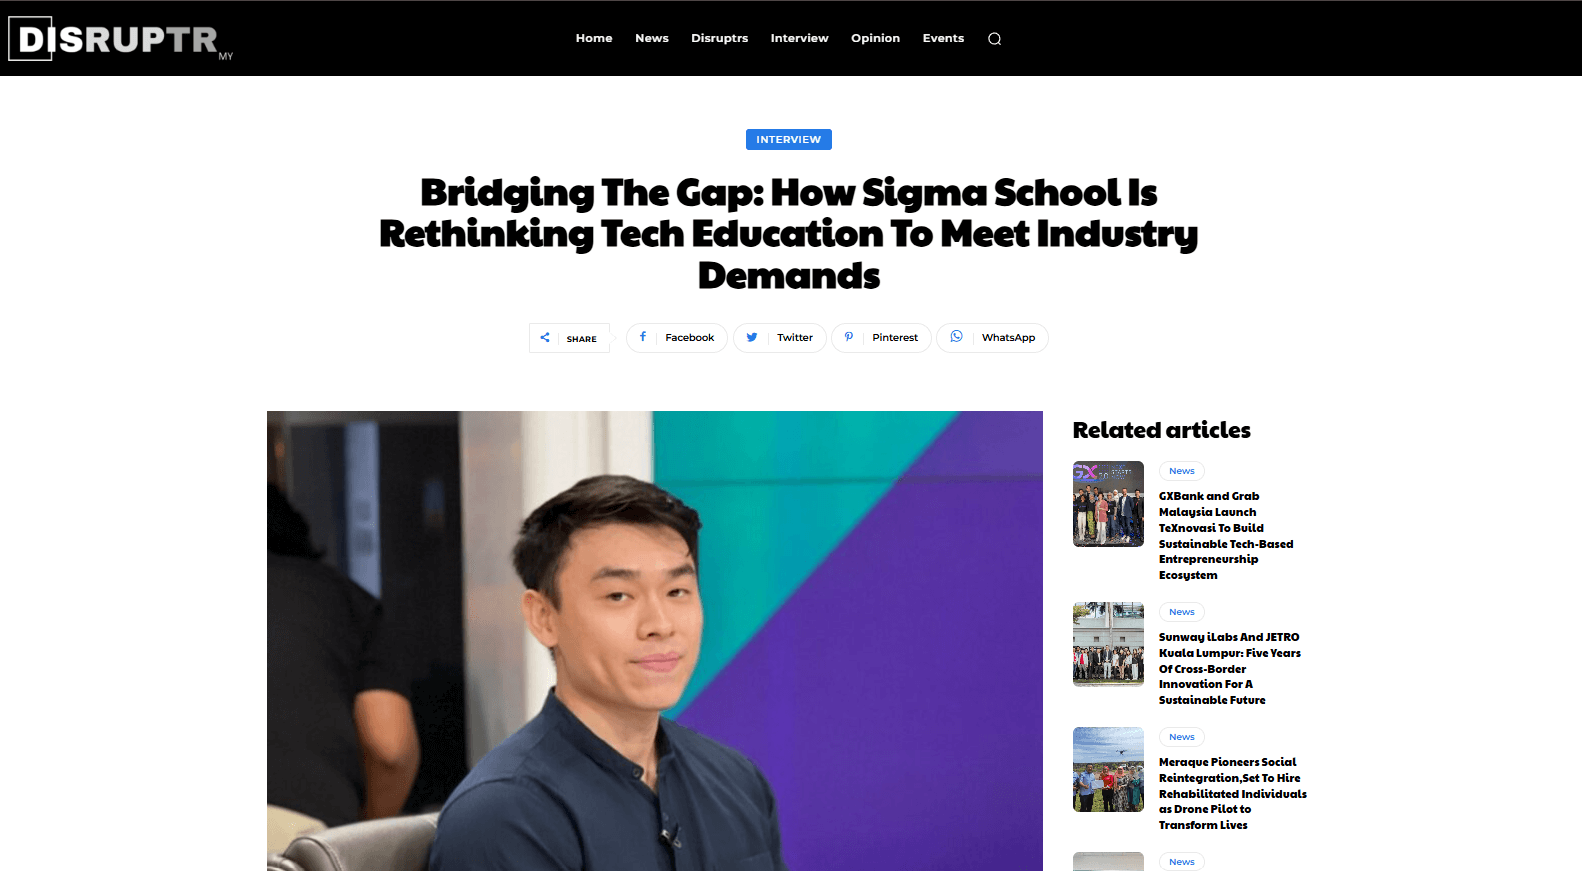 DISRUPTR
MY
Home News Disruptrs Interview Opinion Events
INTERVIEW
Bridging The Gap: How Sigma School Is
Rethinking Tech Education To Meet Industry
Demands
SHARE Facebook Twitter Pinterest WhatsApp
Related articles
GX
News
GXBank and Grab
Malaysia Launch
TeXnovasi To Build
Sustainable Tech-Based
Entrepreneurship
Ecosystem
News
Sunway iLabs And JETRO
Kuala Lumpur: Five Years
Of Cross-Border
Innovation For A
Sustainable Future
News
Meraque Pioneers Social
Reintegration,Set To Hire
Rehabilitated Individuals
as Drone Pilot to
Transform Lives
News